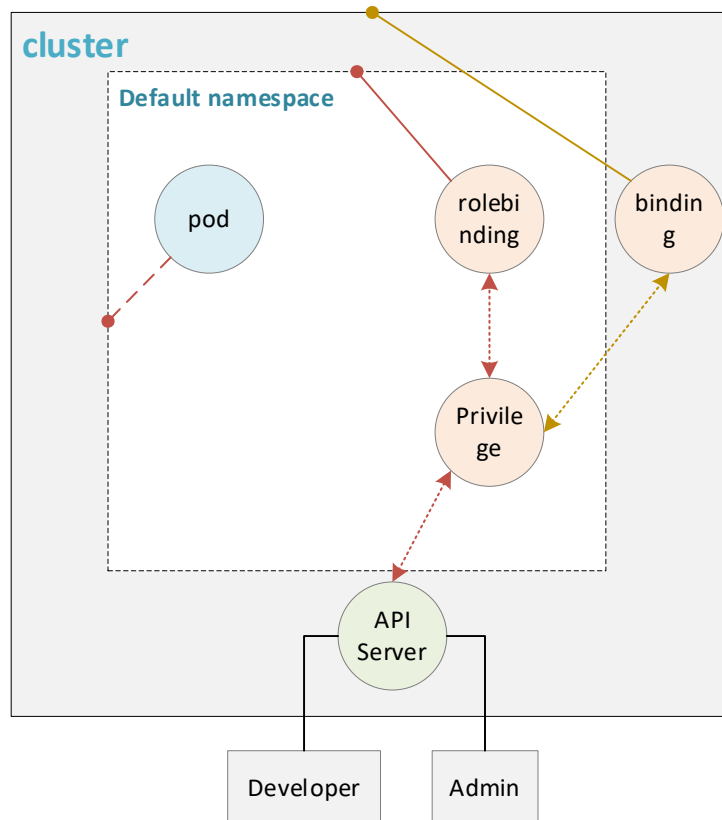 cluster
Default namespace
pod
rolebi
nding
bindin
g
Privile
ge
API
Server
Developer
Admin